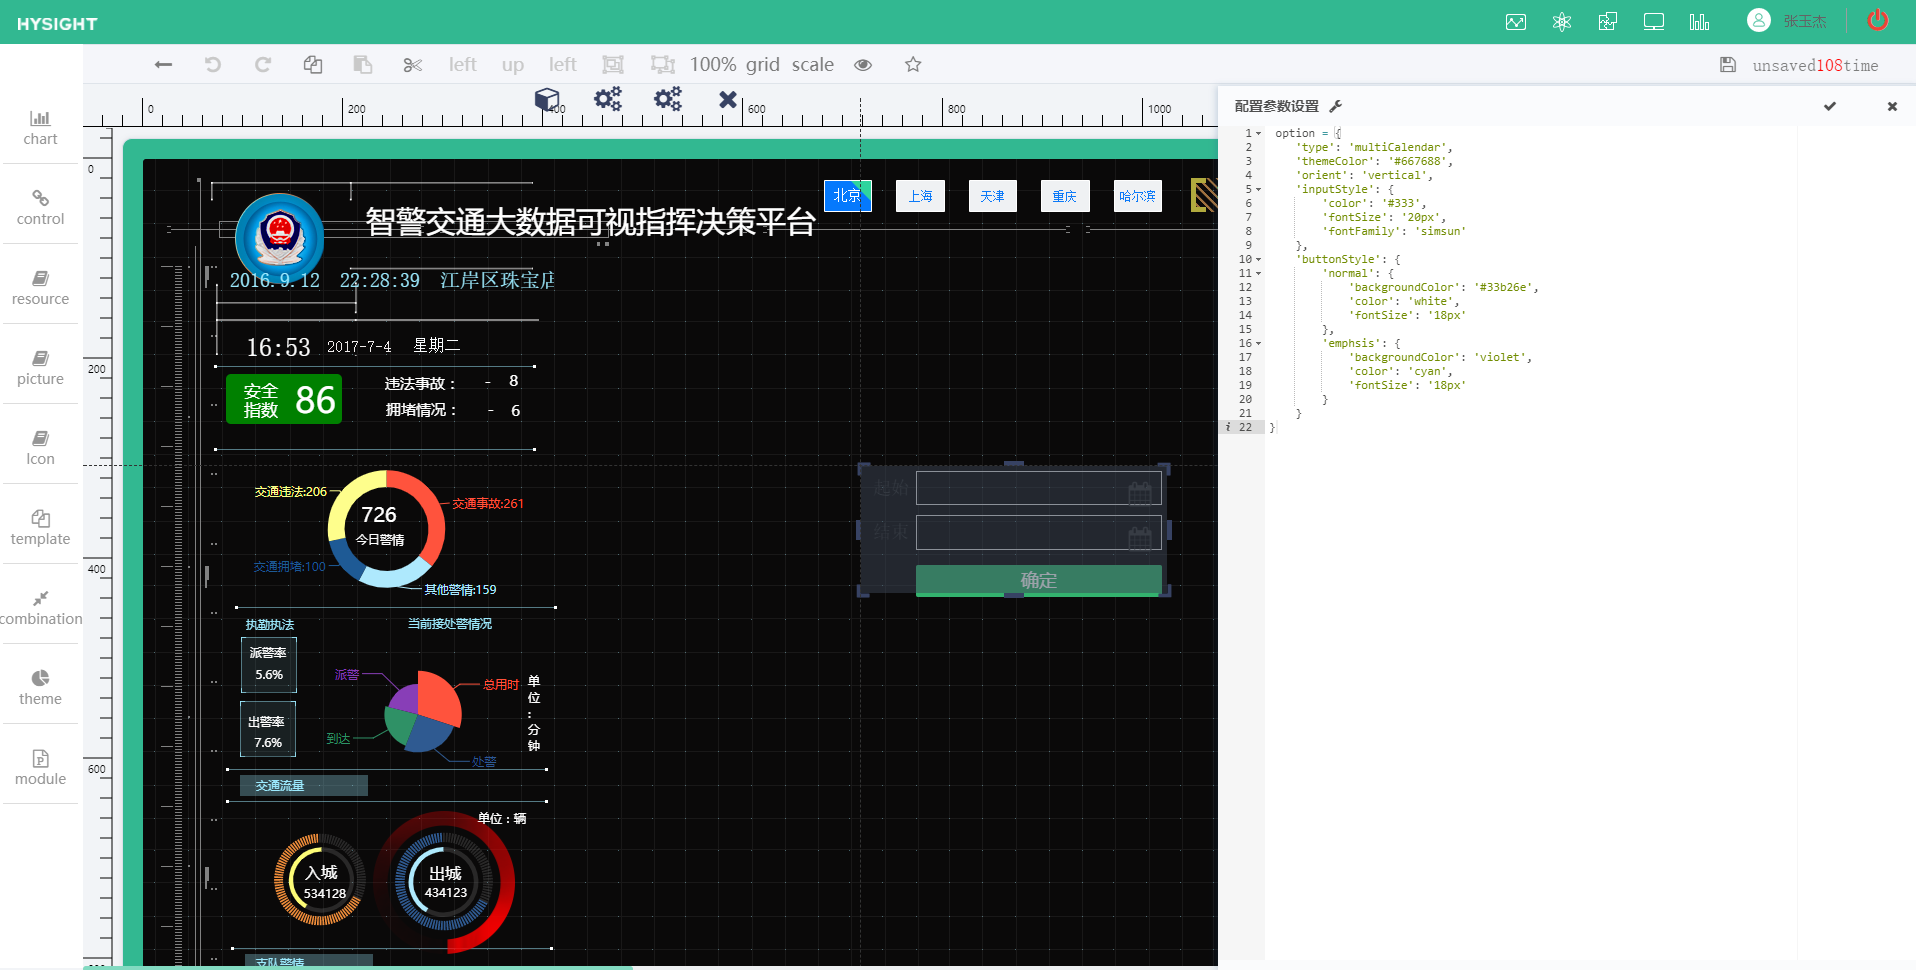 HYSIGHT
张玉杰
left
up
left
100%
grid
scale
unsaved108time
chart
control
resource
picture
Icon
template
combination
theme
module
0
200
400
600
800
1000
0
200
400
600
智警交通大数据可视指挥决策平台
北京
上海
天津
重庆
哈尔滨
2016.9.12 22:28:39 江岸区珠宝店
16:53 2017-7-4 星期二
安全
指数
86
违法事故： - 8
拥堵情况： - 6
交通违法:206
交通事故:261
726
今日警情
交通拥堵:100
其他警情:159
执勤执法
当前接处警情况
派警率
5.6%
出警率
7.6%
派警
总用时
到达
处警
单位:分钟
交通流量
单位：辆
入城
534128
出城
434123
支队警情
起始
结束
确定
配置参数设置
1 option = {
2 'type': 'multiCalendar',
3 'themeColor': '#667688',
4 'orient': 'vertical',
5 'inputStyle': {
6 'color': '#333',
7 'fontSize': '20px',
8 'fontFamily': 'simsun'
9 },
10 'buttonStyle': {
11 'normal': {
12 'backgroundColor': '#33b26e',
13 'color': 'white',
14 'fontSize': '18px'
15 },
16 'emphsis': {
17 'backgroundColor': 'violet',
18 'color': 'cyan',
19 'fontSize': '18px'
20 }
21 }
i 22 }